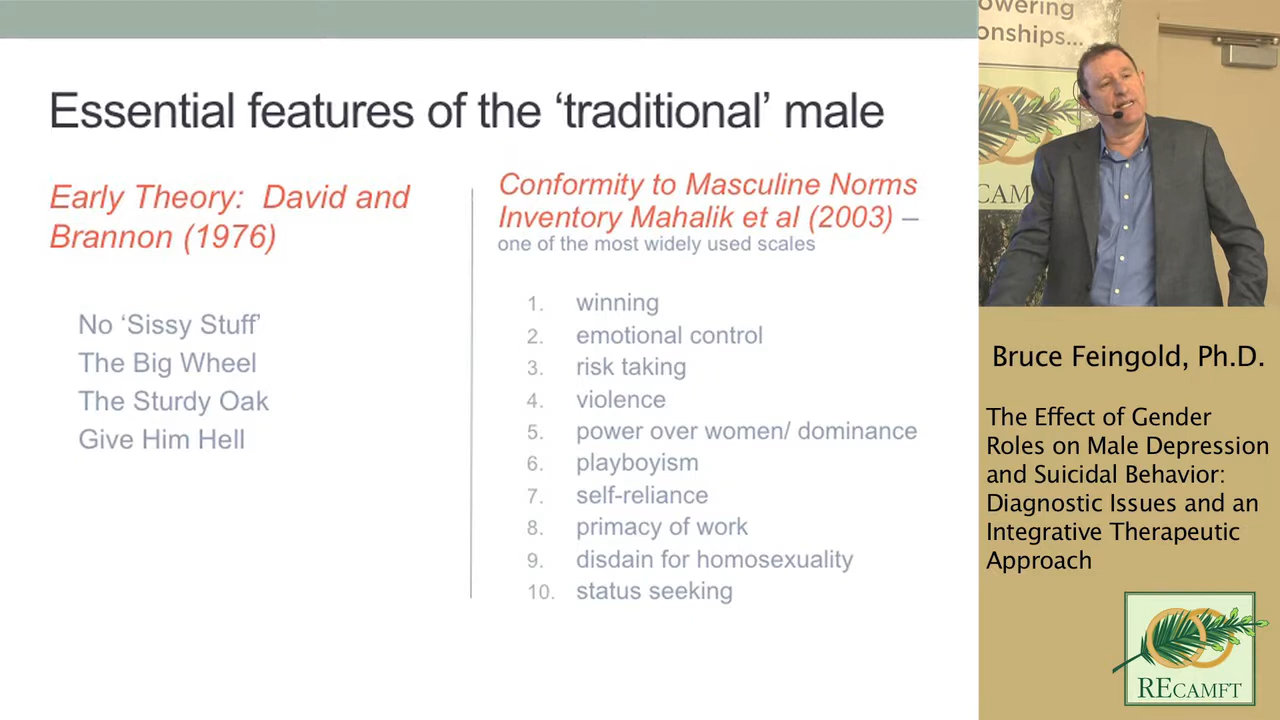 Essential features of the ‘traditional’ male
Early Theory: David and
Brannon (1976)
No ‘Sissy Stuff’
The Big Wheel
The Sturdy Oak
Give Him Hell
Conformity to Masculine Norms
Inventory Mahalik et al (2003) –
one of the most widely used scales
1. winning
2. emotional control
3. risk taking
4. violence
5. power over women/ dominance
6. playboyism
7. self-reliance
8. primacy of work
9. disdain for homosexuality
10. status seeking
owering
onships...
CAM
Bruce Feingold, Ph.D.
The Effect of Gender
Roles on Male Depression
and Suicidal Behavior:
Diagnostic Issues and an
Integrative Therapeutic
Approach
RECAMFT